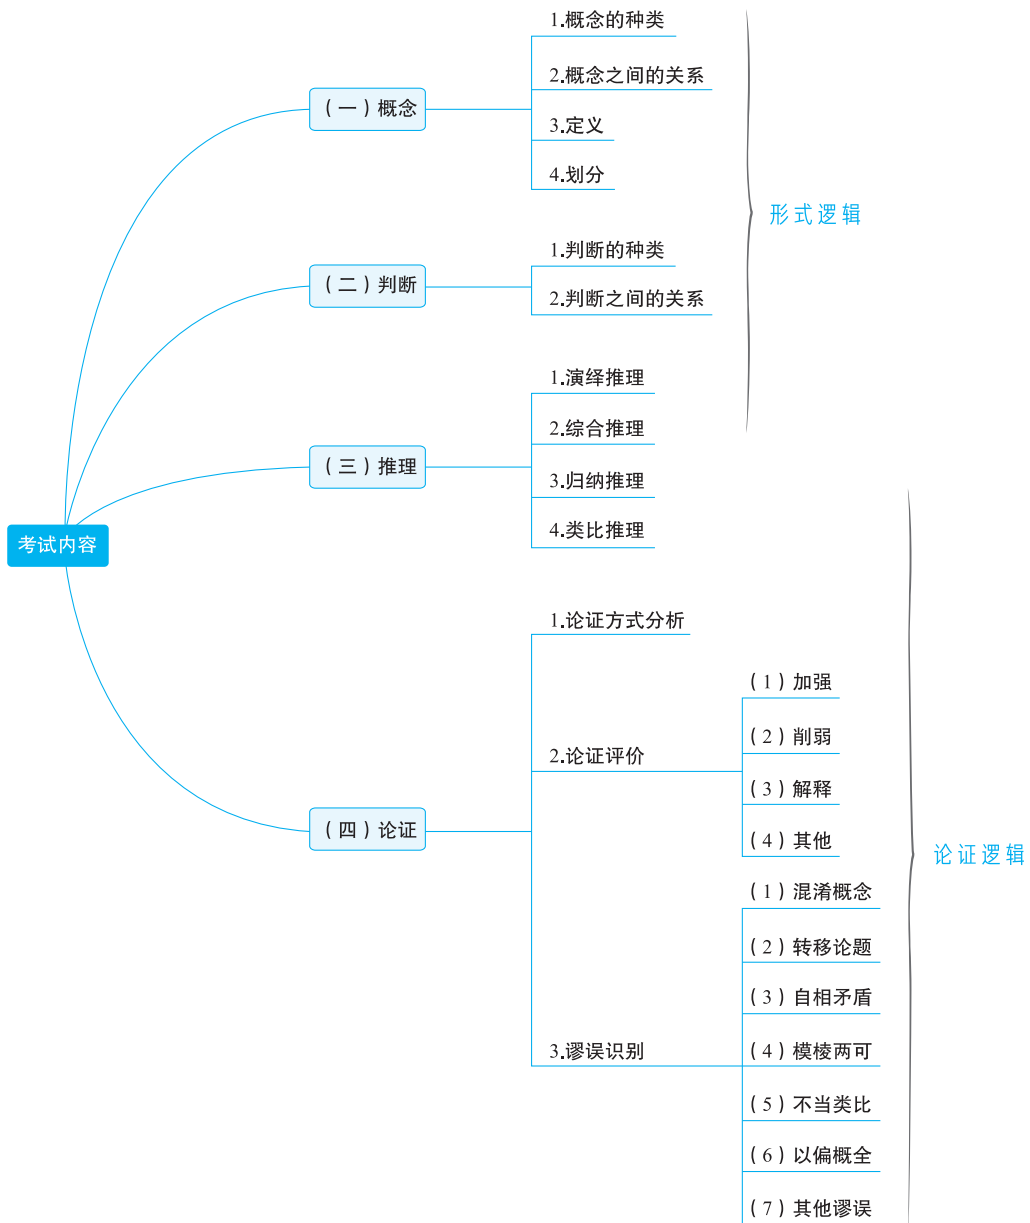 考试内容
(一)概念
1.概念的种类
2.概念之间的关系
3.定义
4.划分
(二)判断
1.判断的种类
2.判断之间的关系
(三)推理
1.演绎推理
2.综合推理
3.归纳推理
4.类比推理
形式逻辑
(四)论证
1.论证方式分析
2.论证评价
(1)加强
(2)削弱
(3)解释
(4)其他
3.谬误识别
(1)混淆概念
(2)转移论题
(3)自相矛盾
(4)模棱两可
(5)不当类比
(6)以偏概全
(7)其他谬误
论证逻辑